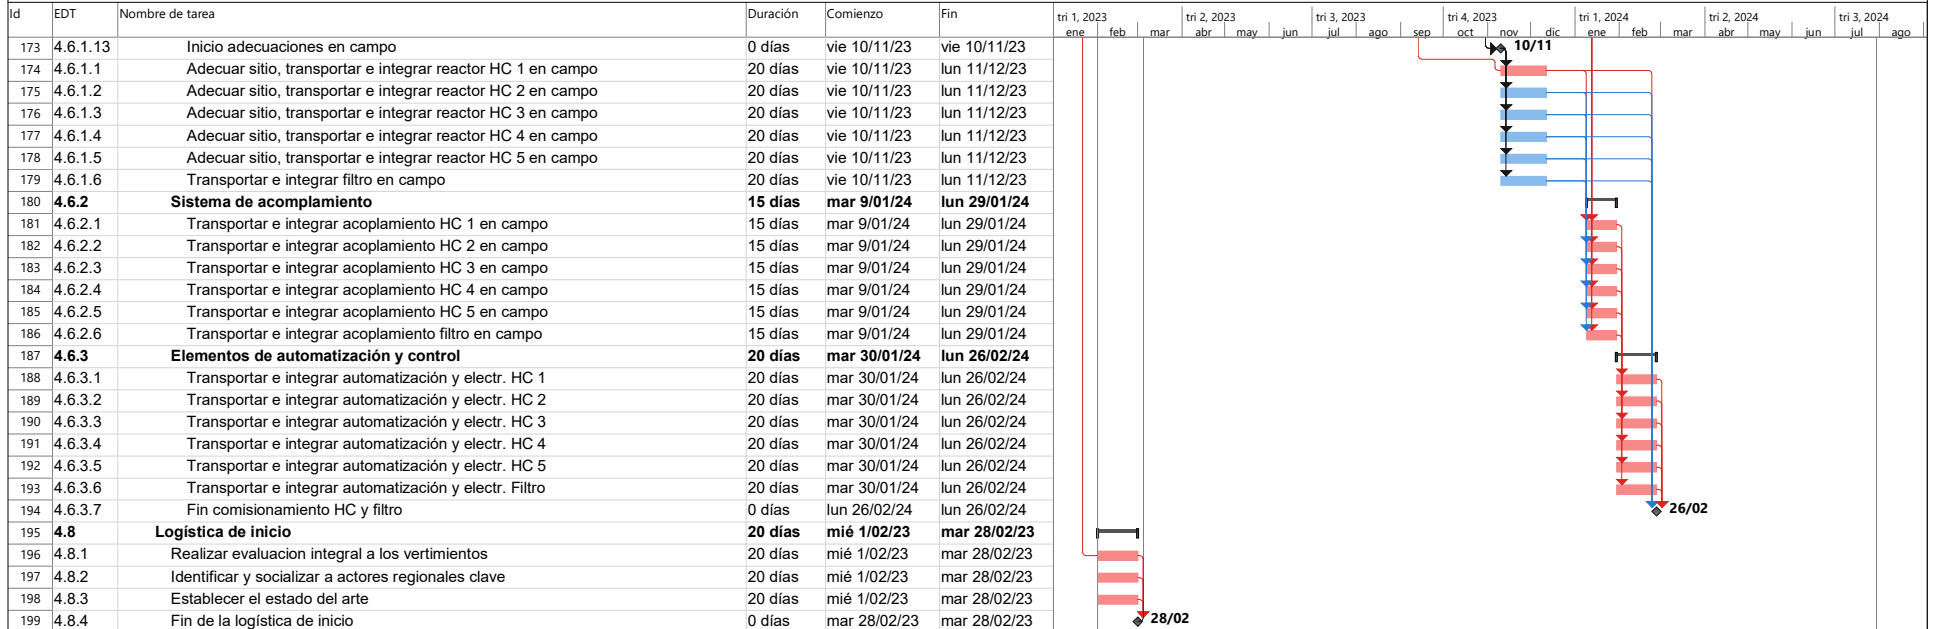 Id EDT Nombre de tarea Duración Comienzo Fin tri 1, 2023 tri 2, 2023 tri 3, 2023 tri 4, 2023 tri 1, 2024 tri 2, 2024 tri 3, 2024
ene feb mar abr may jun jul ago sep oct nov dic ene feb mar abr may jun jul ago
173 4.6.1.13 Inicio adecuaciones en campo 0 días vie 10/11/23 vie 10/11/23 10/11
174 4.6.1.1 Adecuar sitio, transportar e integrar reactor HC 1 en campo 20 días vie 10/11/23 lun 11/12/23
175 4.6.1.2 Adecuar sitio, transportar e integrar reactor HC 2 en campo 20 días vie 10/11/23 lun 11/12/23
176 4.6.1.3 Adecuar sitio, transportar e integrar reactor HC 3 en campo 20 días vie 10/11/23 lun 11/12/23
177 4.6.1.4 Adecuar sitio, transportar e integrar reactor HC 4 en campo 20 días vie 10/11/23 lun 11/12/23
178 4.6.1.5 Adecuar sitio, transportar e integrar reactor HC 5 en campo 20 días vie 10/11/23 lun 11/12/23
179 4.6.1.6 Transportar e integrar filtro en campo 20 días vie 10/11/23 lun 11/12/23
180 4.6.2 Sistema de acomplamiento 15 días mar 9/01/24 lun 29/01/24
181 4.6.2.1 Transportar e integrar acoplamiento HC 1 en campo 15 días mar 9/01/24 lun 29/01/24
182 4.6.2.2 Transportar e integrar acoplamiento HC 2 en campo 15 días mar 9/01/24 lun 29/01/24
183 4.6.2.3 Transportar e integrar acoplamiento HC 3 en campo 15 días mar 9/01/24 lun 29/01/24
184 4.6.2.4 Transportar e integrar acoplamiento HC 4 en campo 15 días mar 9/01/24 lun 29/01/24
185 4.6.2.5 Transportar e integrar acoplamiento HC 5 en campo 15 días mar 9/01/24 lun 29/01/24
186 4.6.2.6 Transportar e integrar acoplamiento filtro en campo 15 días mar 9/01/24 lun 29/01/24
187 4.6.3 Elementos de automatización y control 20 días mar 30/01/24 lun 26/02/24
188 4.6.3.1 Transportar e integrar automatización y electr. HC 1 20 días mar 30/01/24 lun 26/02/24
189 4.6.3.2 Transportar e integrar automatización y electr. HC 2 20 días mar 30/01/24 lun 26/02/24
190 4.6.3.3 Transportar e integrar automatización y electr. HC 3 20 días mar 30/01/24 lun 26/02/24
191 4.6.3.4 Transportar e integrar automatización y electr. HC 4 20 días mar 30/01/24 lun 26/02/24
192 4.6.3.5 Transportar e integrar automatización y electr. HC 5 20 días mar 30/01/24 lun 26/02/24
193 4.6.3.6 Transportar e integrar automatización y electr. Filtro 20 días mar 30/01/24 lun 26/02/24
194 4.6.3.7 Fin comisionamiento HC y filtro 0 días lun 26/02/24 lun 26/02/24 26/02
195 4.8 Logística de inicio 20 días mié 1/02/23 mar 28/02/23
196 4.8.1 Realizar evaluacion integral a los vertimientos 20 días mié 1/02/23 mar 28/02/23
197 4.8.2 Identificar y socializar a actores regionales clave 20 días mié 1/02/23 mar 28/02/23
198 4.8.3 Establecer el estado del arte 20 días mié 1/02/23 mar 28/02/23
199 4.8.4 Fin de la logística de inicio 0 días mar 28/02/23 mar 28/02/23 28/02